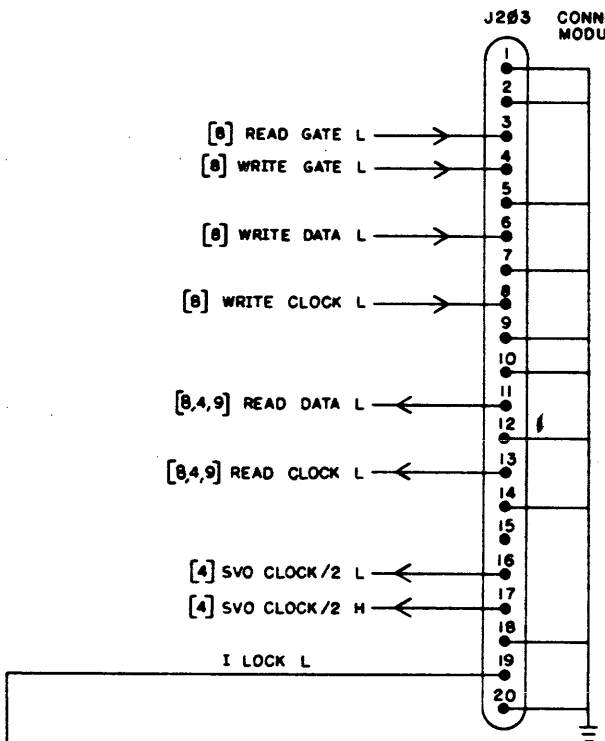 J2Ø3 CONN
MODU
1
2
3
[8] READ GATE L
4
[8] WRITE GATE L
5
6
[8] WRITE DATA L
7
8
[8] WRITE CLOCK L
9
10
11
[8,4,9] READ DATA L
12
13
[8,4,9] READ CLOCK L
14
15
16
[4] SVO CLOCK/2 L
17
[4] SVO CLOCK/2 H
18
I LOCK L
19
20